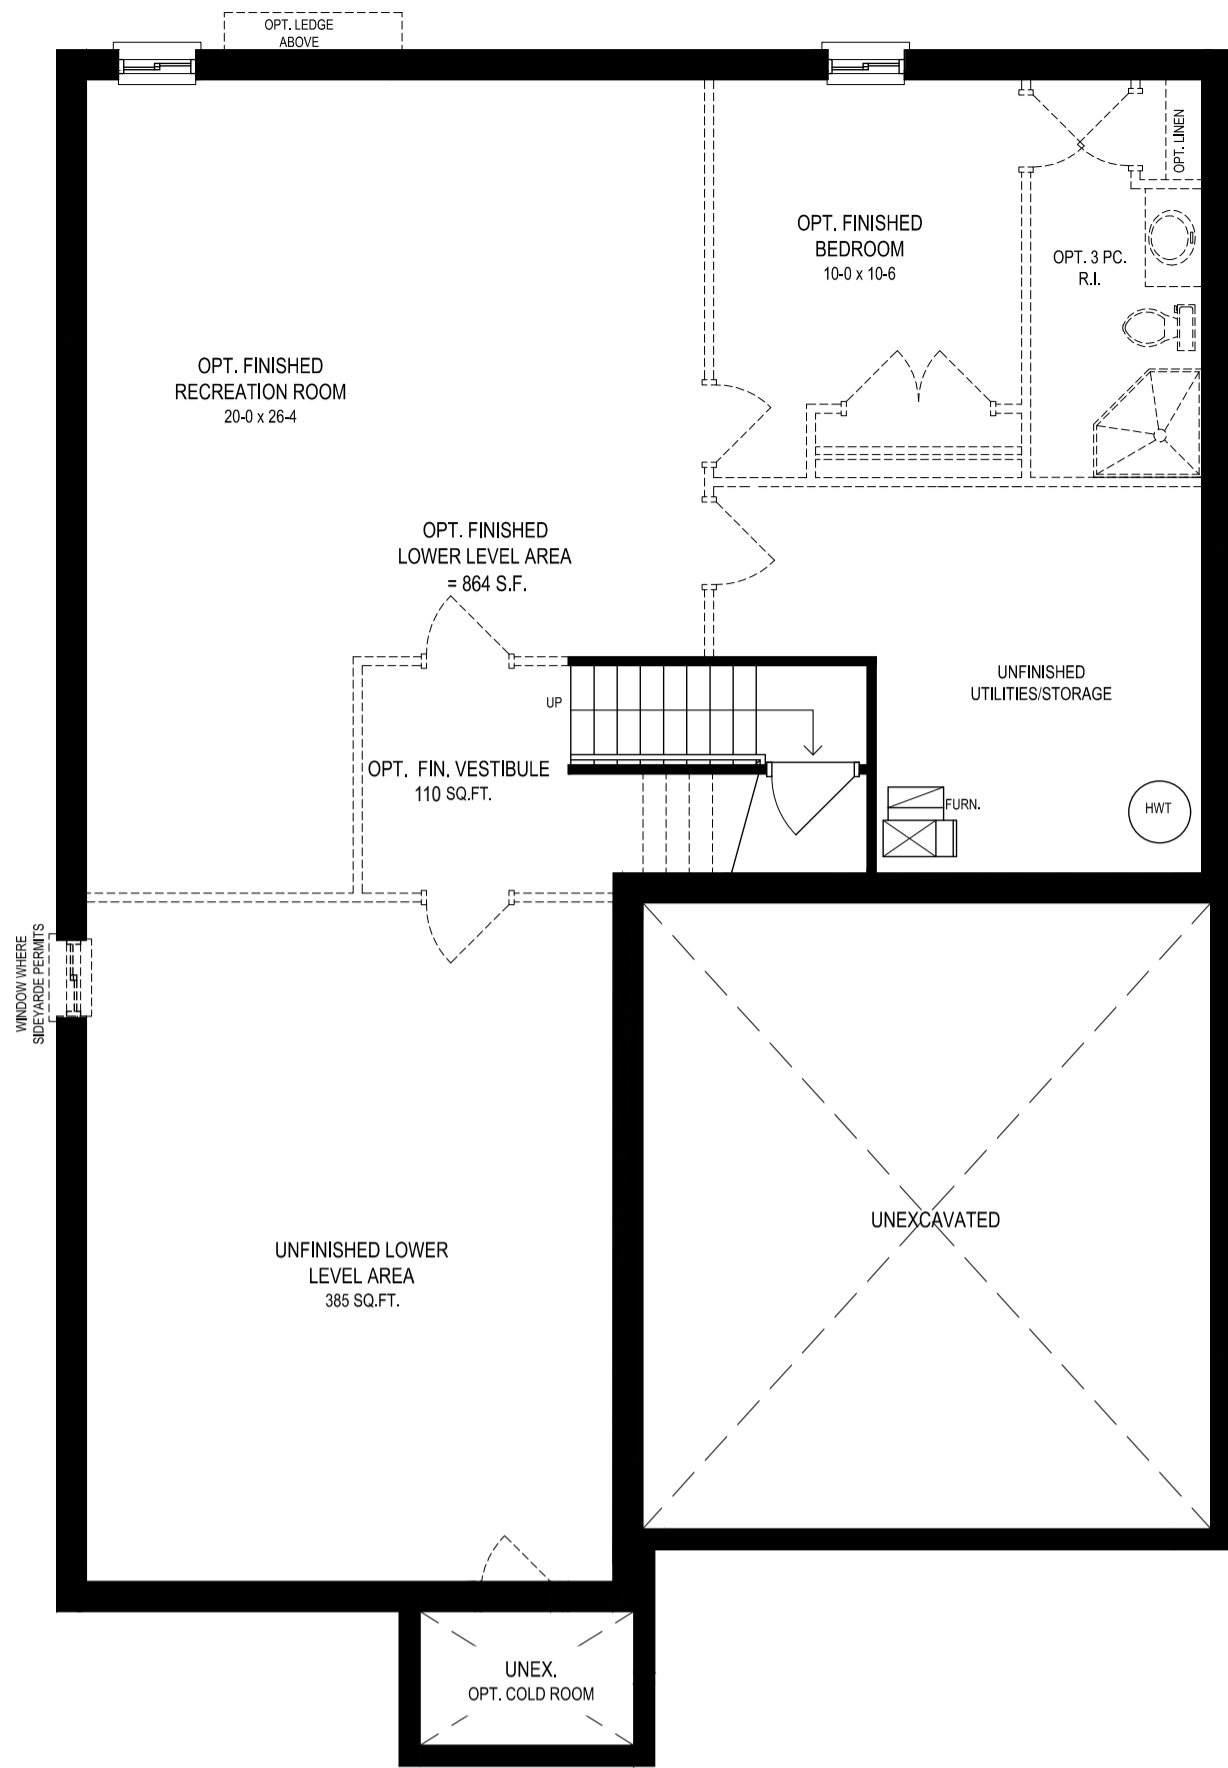 OPT. LEDGE
ABOVE
OPT. LINEN
OPT. FINISHED
BEDROOM
10-0 x 10-6
OPT. 3 PC.
R.I.
OPT. FINISHED
RECREATION ROOM
20-0 x 26-4
OPT. FINISHED
LOWER LEVEL AREA
= 864 S.F.
UNFINISHED
UTILITIES/STORAGE
UP
OPT. FIN. VESTIBULE
110 SQ.FT.
FURN.
HWT
WINDOW WHERE
SIDEYARDE PERMITS
UNEXCAVATED
UNFINISHED LOWER
LEVEL AREA
385 SQ.FT.
UNEX.
OPT. COLD ROOM